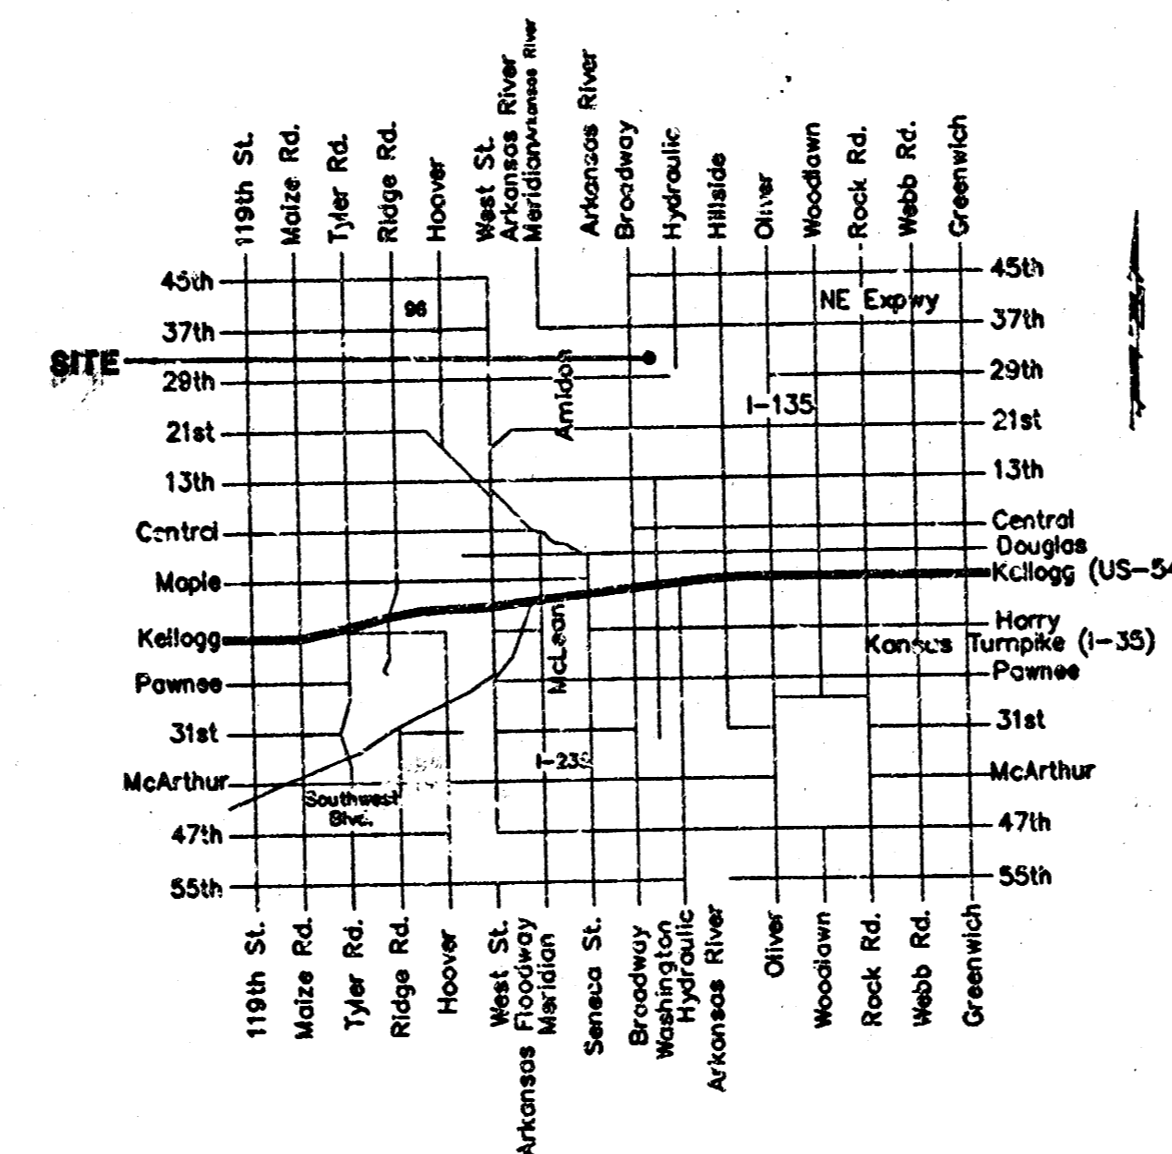 119th St.
Maize Rd.
Tyler Rd.
Ridge Rd.
Hoover
West St.
Arkansas River
Meridian
Arkansas River
Arkansas River
Broadway
Hydraulic
Hillside
Oliver
Woodlawn
Rock Rd.
Webb Rd.
Greenwich
45th
45th
96
NE Expwy
37th
37th
SITE
29th
29th
Amidon
I-135
21st
21st
13th
13th
Central
Central
Douglas
Maple
Kellogg (US-54
Kellogg
McLean
Harry
Kansas Turnpike (I-35)
Pawnee
Pawnee
31st
31st
McArthur
McArthur
Southwest
Blvd.
47th
47th
55th
55th
119th St.
Maize Rd.
Tyler Rd.
Ridge Rd.
Hoover
West St.
Arkansas Floodway
Meridian
Seneca St.
Broadway
Washington
Hydraulic
Arkansas River
Oliver
Woodlawn
Rock Rd.
Webb Rd.
Greenwich